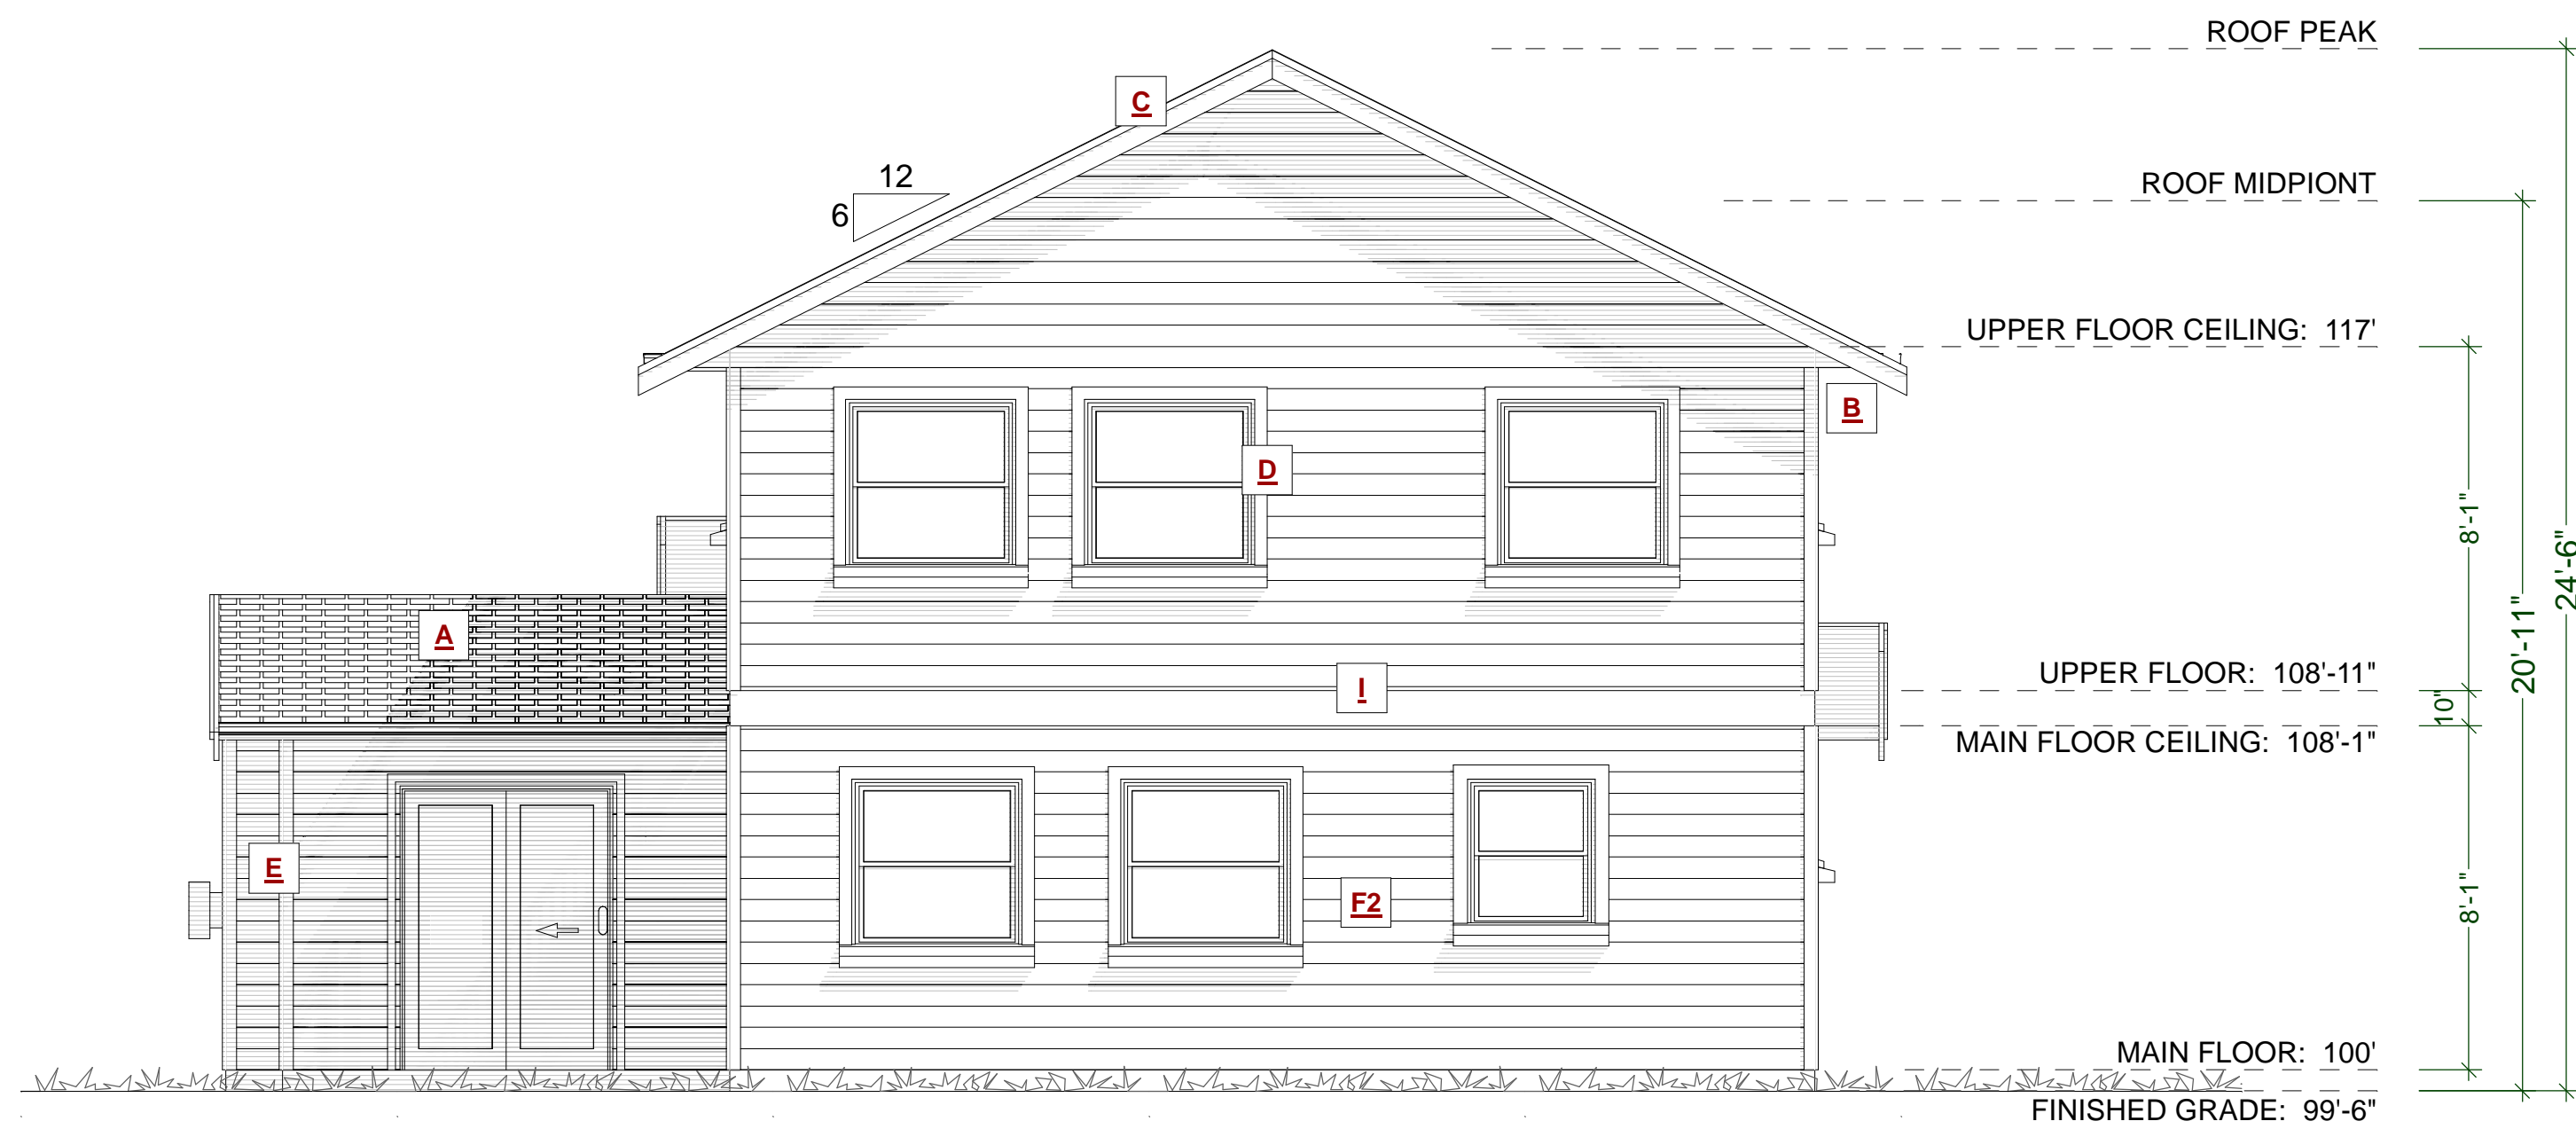 ROOF PEAK
C
12
6
ROOF MIDPIONT
UPPER FLOOR CEILING: 117'
B
D
8'-1"
24'-6"
A
20'-11"
I
UPPER FLOOR: 108'-11"
10"
MAIN FLOOR CEILING: 108'-1"
E
F2
8'-1"
MAIN FLOOR: 100'
FINISHED GRADE: 99'-6"